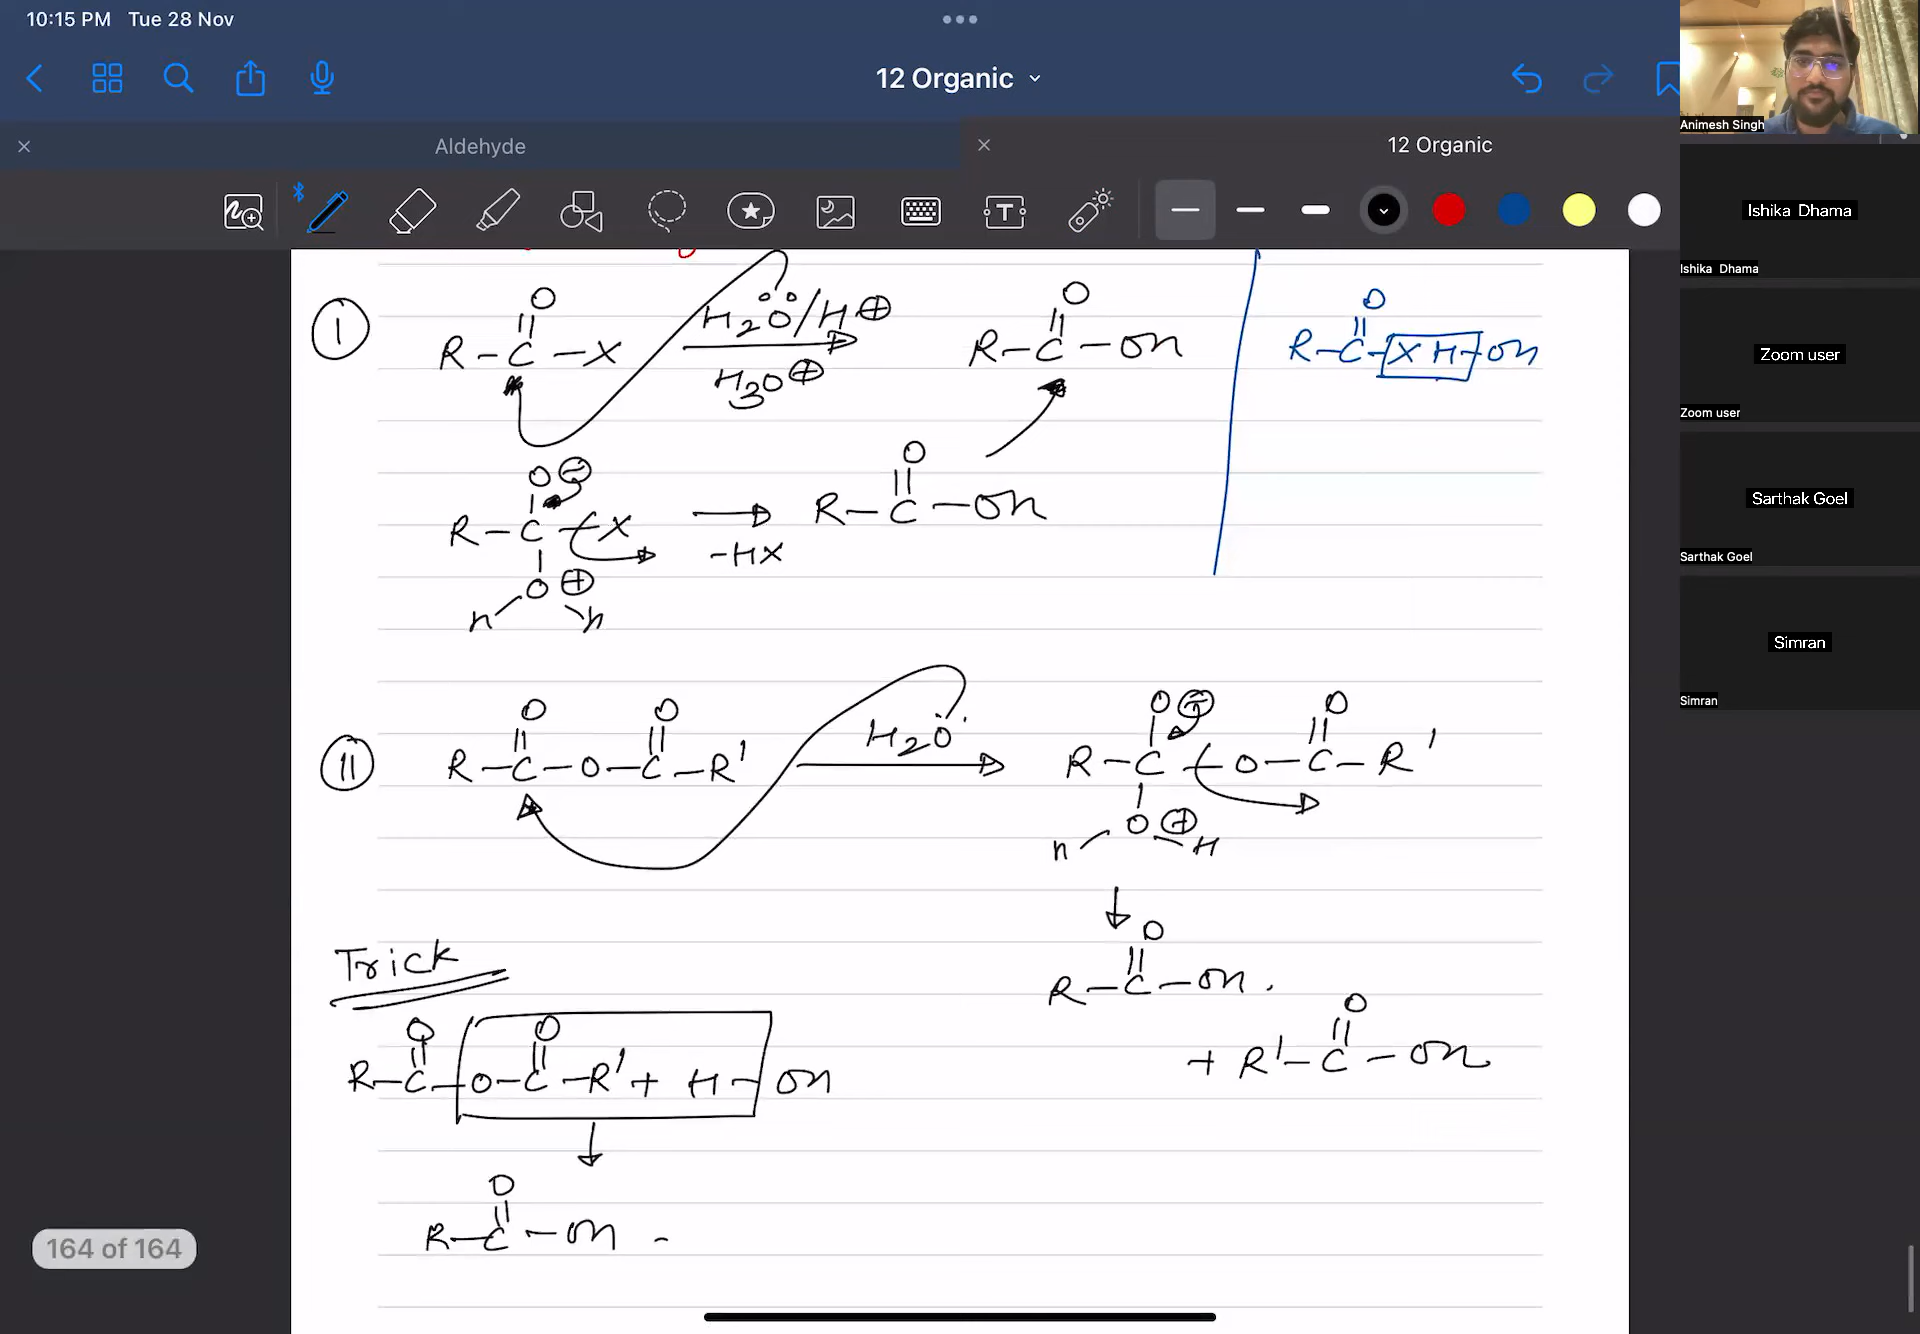 10:15 PM Tue 28 Nov
12 Organic
Animesh Singh
Aldehyde
12 Organic
Ishika Dhama
Ishika Dhama
Zoom user
Zoom user
Sarthak Goel
Sarthak Goel
Simran
Simran
I
O
R-C-X
H2Ö/H⊕
H3O⊕
O
R-C-OH
O
R-C-X H-OH
O⊖
R-C-X
O⊕
H H
-HX
O
R-C-OH
II
O O
R-C-O-C-R'
H2Ö
O⊖ O
R-C-O-C-R'
O⊕
H H
O
R-C-OH.
O
+ R'-C-OH
Trick
O O
R-C-O-C-R' + H-OH
O
R-C-OH -
164 of 164